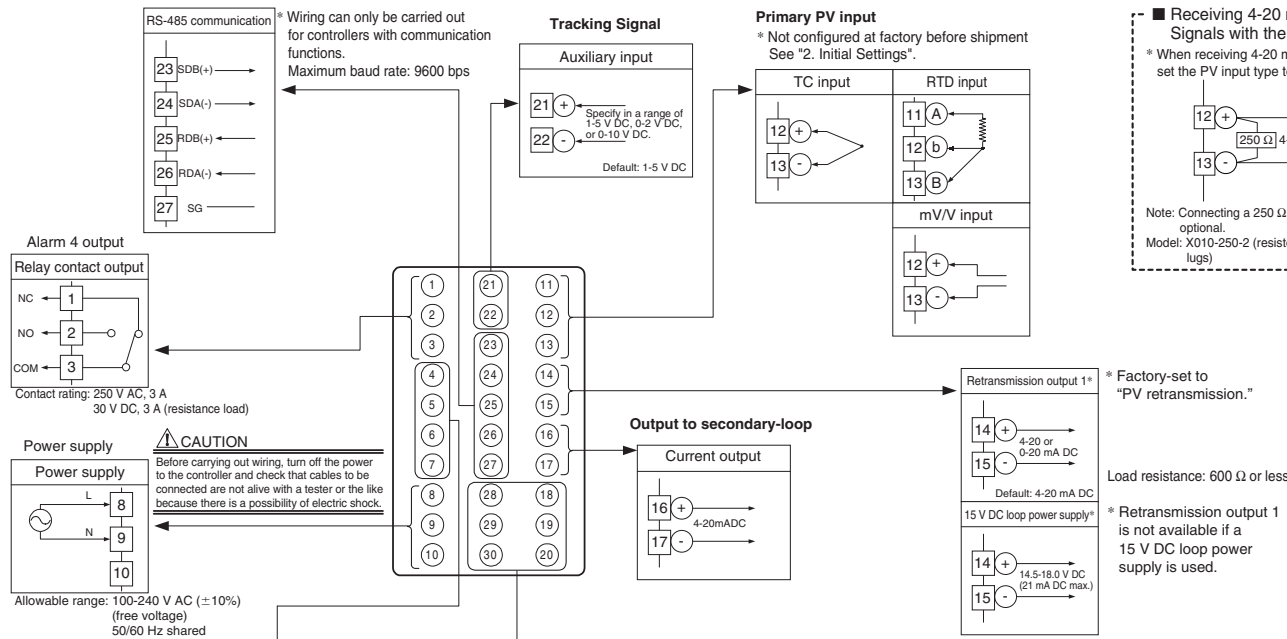 RS-485 communication
* Wiring can only be carried out
for controllers with communication
functions.
Maximum baud rate: 9600 bps
23 SDB(+)
24 SDA(-)
25 RDB(+)
26 RDA(-)
27 SG
Tracking Signal
Auxiliary input
21 +
22 -
Specify in a range of
1-5 V DC, 0-2 V DC,
or 0-10 V DC.
Default: 1-5 V DC
Primary PV input
* Not configured at factory before shipment
See "2. Initial Settings".
TC input
12 +
13 -
RTD input
11 A
12 b
13 B
mV/V input
12 +
13 -
■ Receiving 4-20
Signals with the
* When receiving 4-20
set the PV input type
12 +
250 Ω
13 -
Note: Connecting a 250 Ω
optional.
Model: X010-250-2
lugs)
Alarm 4 output
Relay contact output
NC 1
NO 2
COM 3
Contact rating: 250 V AC, 3 A
30 V DC, 3 A (resistance load)
Power supply
Power supply
L 8
N 9
10
Allowable range: 100-240 V AC (±10%)
(free voltage)
50/60 Hz shared
CAUTION
Before carrying out wiring, turn off the power
to the controller and check that cables to be
connected are not alive with a tester or the like
because there is a possibility of electric shock.
1 21 11
2 22 12
3 23 13
4 24 14
5 25 15
6 26 16
7 27 17
8 28 18
9 29 19
10 30 20
Output to secondary-loop
Current output
16 +
4-20mADC
17 -
Retransmission output 1*
14 +
4-20 or
0-20 mA DC
15 -
Default: 4-20 mA DC
* Factory-set to
"PV retransmission."
Load resistance: 600 Ω or less
15 V DC loop power supply*
14 +
14.5-18.0 V DC
(21 mA DC max.)
15 -
* Retransmission output 1
is not available if a
15 V DC loop power
supply is used.